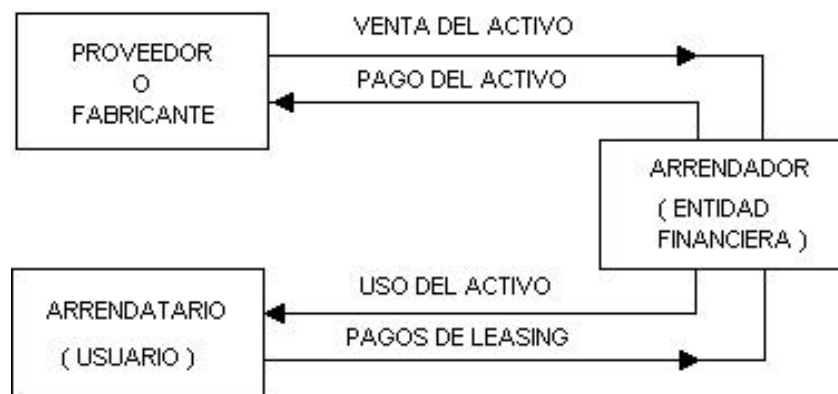 PROVEEDOR
O
FABRICANTE
VENTA DEL ACTIVO
PAGO DEL ACTIVO
ARRENDADOR
( ENTIDAD
FINANCIERA )
ARRENDATARIO
( USUARIO )
USO DEL ACTIVO
PAGOS DE LEASING